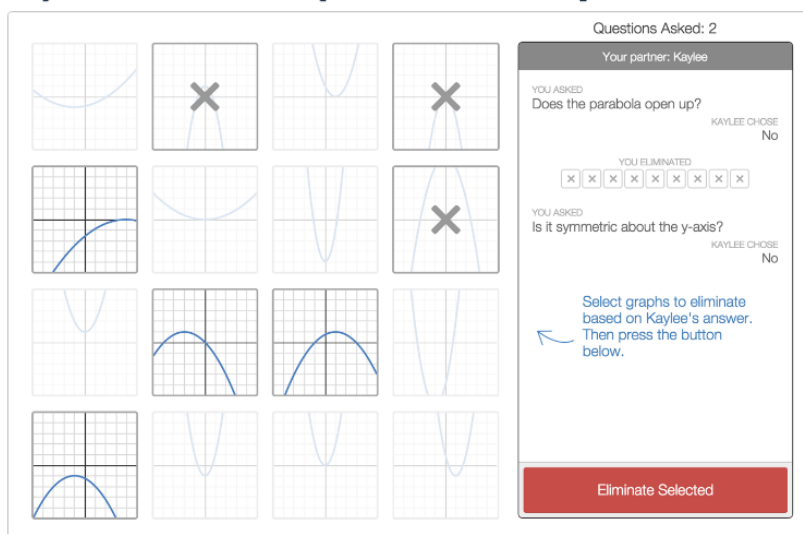 Questions Asked: 2
Your partner: Kaylee
YOU ASKED
Does the parabola open up?
KAYLEE CHOSE
No
YOU ELIMINATED
YOU ASKED
Is it symmetric about the y-axis?
KAYLEE CHOSE
No
Select graphs to eliminate
based on Kaylee's answer.
Then press the button
below.
Eliminate Selected